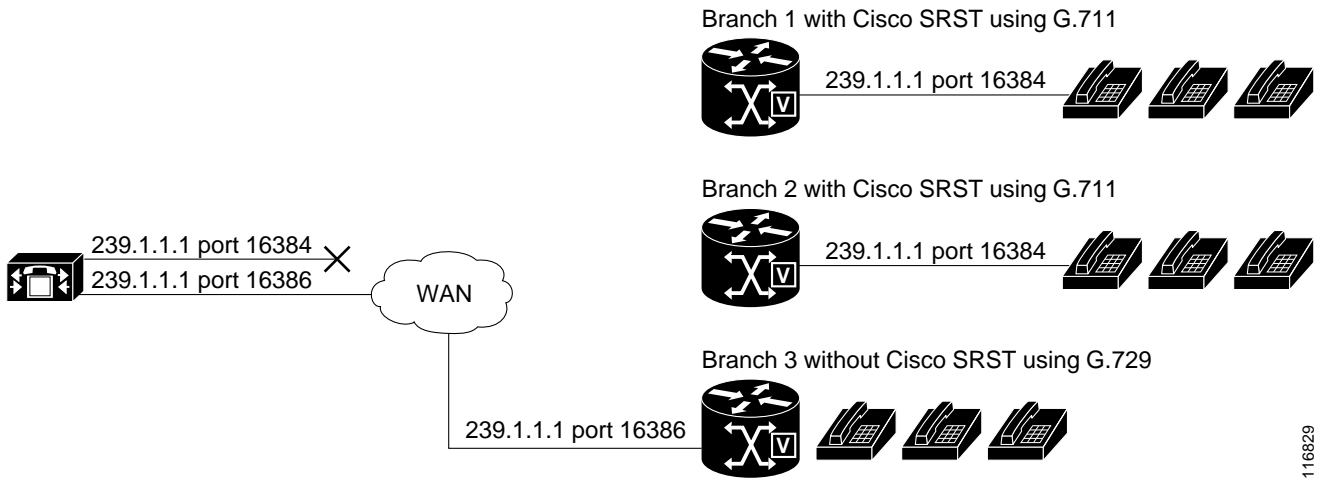 Branch 1 with Cisco SRST using G.711
239.1.1.1 port 16384
V
Branch 2 with Cisco SRST using G.711
239.1.1.1 port 16384
V
239.1.1.1 port 16384
239.1.1.1 port 16386
WAN
Branch 3 without Cisco SRST using G.729
239.1.1.1 port 16386
V
116829